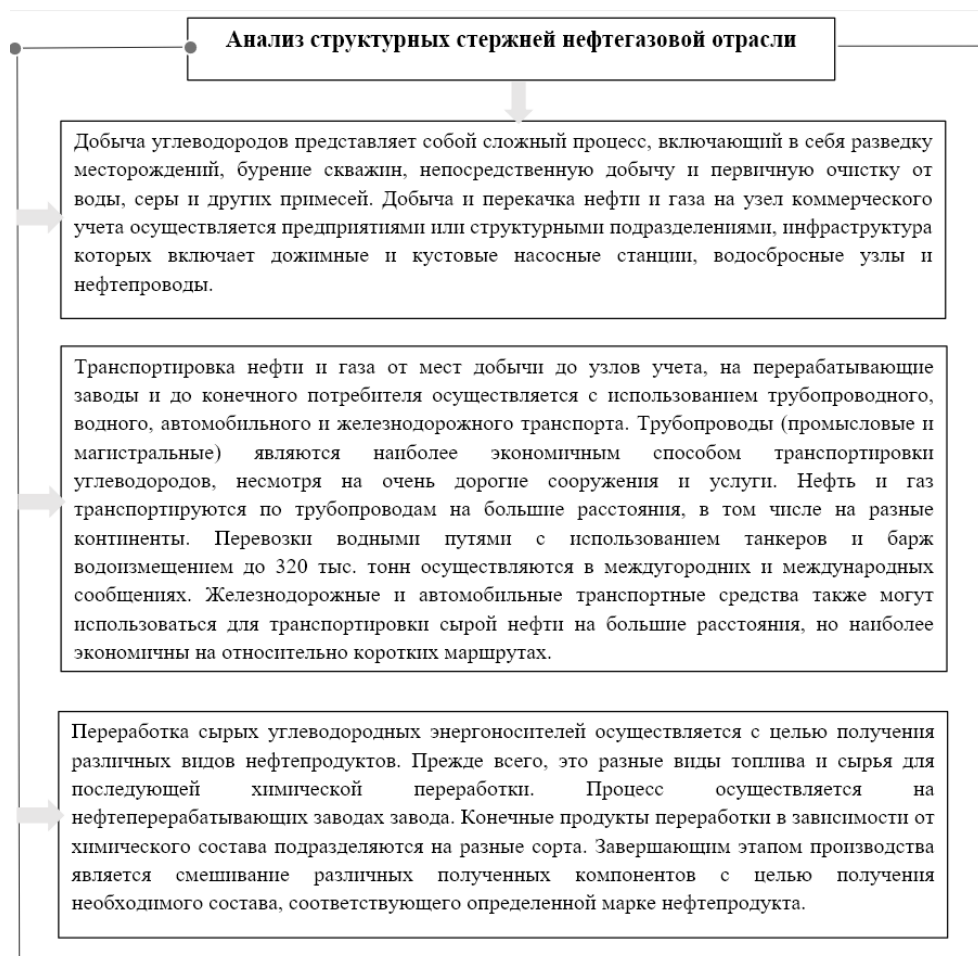 Анализ структурных стержней нефтегазовой отрасли
Добыча углеводородов представляет собой сложный процесс, включающий в себя разведку
месторождений, бурение скважин, непосредственную добычу и первичную очистку от
воды, серы и других примесей. Добыча и перекачка нефти и газа на узел коммерческого
учета осуществляется предприятиями или структурными подразделениями, инфраструктура
которых включает дожимные и кустовые насосные станции, водосбросные узлы и
нефтепроводы.
Транспортировка нефти и газа от мест добычи до узлов учета, на перерабатывающие
заводы и до конечного потребителя осуществляется с использованием трубопроводного,
водного, автомобильного и железнодорожного транспорта. Трубопроводы (промысловые и
магистральные) являются наиболее экономичным способом транспортировки
углеводородов, несмотря на очень дорогие сооружения и услуги. Нефть и газ
транспортируются по трубопроводам на большие расстояния, в том числе на разные
континенты. Перевозки водными путями с использованием танкеров и барж
водоизмещением до 320 тыс. тонн осуществляются в междугородних и международных
сообщениях. Железнодорожные и автомобильные транспортные средства также могут
использоваться для транспортировки сырой нефти на большие расстояния, но наиболее
экономичны на относительно коротких маршрутах.
Переработка сырых углеводородных энергоносителей осуществляется с целью получения
различных видов нефтепродуктов. Прежде всего, это разные виды топлива и сырья для
последующей химической переработки. Процесс осуществляется на
нефтеперерабатывающих заводах завода. Конечные продукты переработки в зависимости от
химического состава подразделяются на разные сорта. Завершающим этапом производства
является смешивание различных полученных компонентов с целью получения
необходимого состава, соответствующего определенной марке нефтепродукта.